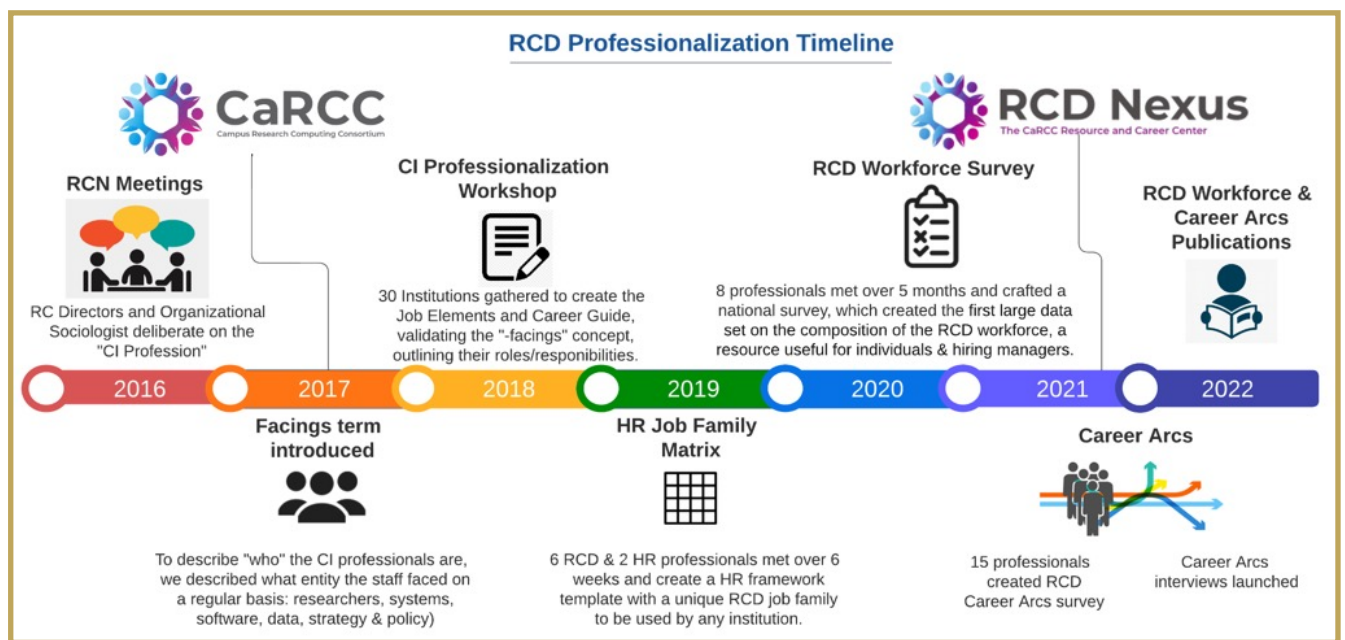 RCD Professionalization Timeline
CaRCC
Campus Research Computing Consortium
RCD Nexus
The CaRCC Resource and Career Center
RCN Meetings
RC Directors and Organizational
Sociologist deliberate on the
"CI Profession"
CI Professionalization
Workshop
30 Institutions gathered to create the
Job Elements and Career Guide,
validating the "-facings" concept,
outlining their roles/responibilities.
RCD Workforce Survey
8 professionals met over 5 months and crafted a
national survey, which created the first large data
set on the composition of the RCD workforce, a
resource useful for individuals & hiring managers.
RCD Workforce &
Career Arcs
Publications
2016
2017
2018
2019
2020
2021
2022
Facings term
introduced
To describe "who" the CI professionals are,
we described what entity the staff faced on
a regular basis: researchers, systems,
software, data, strategy & policy)
HR Job Family
Matrix
6 RCD & 2 HR professionals met over 6
weeks and create a HR framework
template with a unique RCD job family
to be used by any institution.
Career Arcs
15 professionals
created RCD
Career Arcs survey
Career Arcs
interviews launched